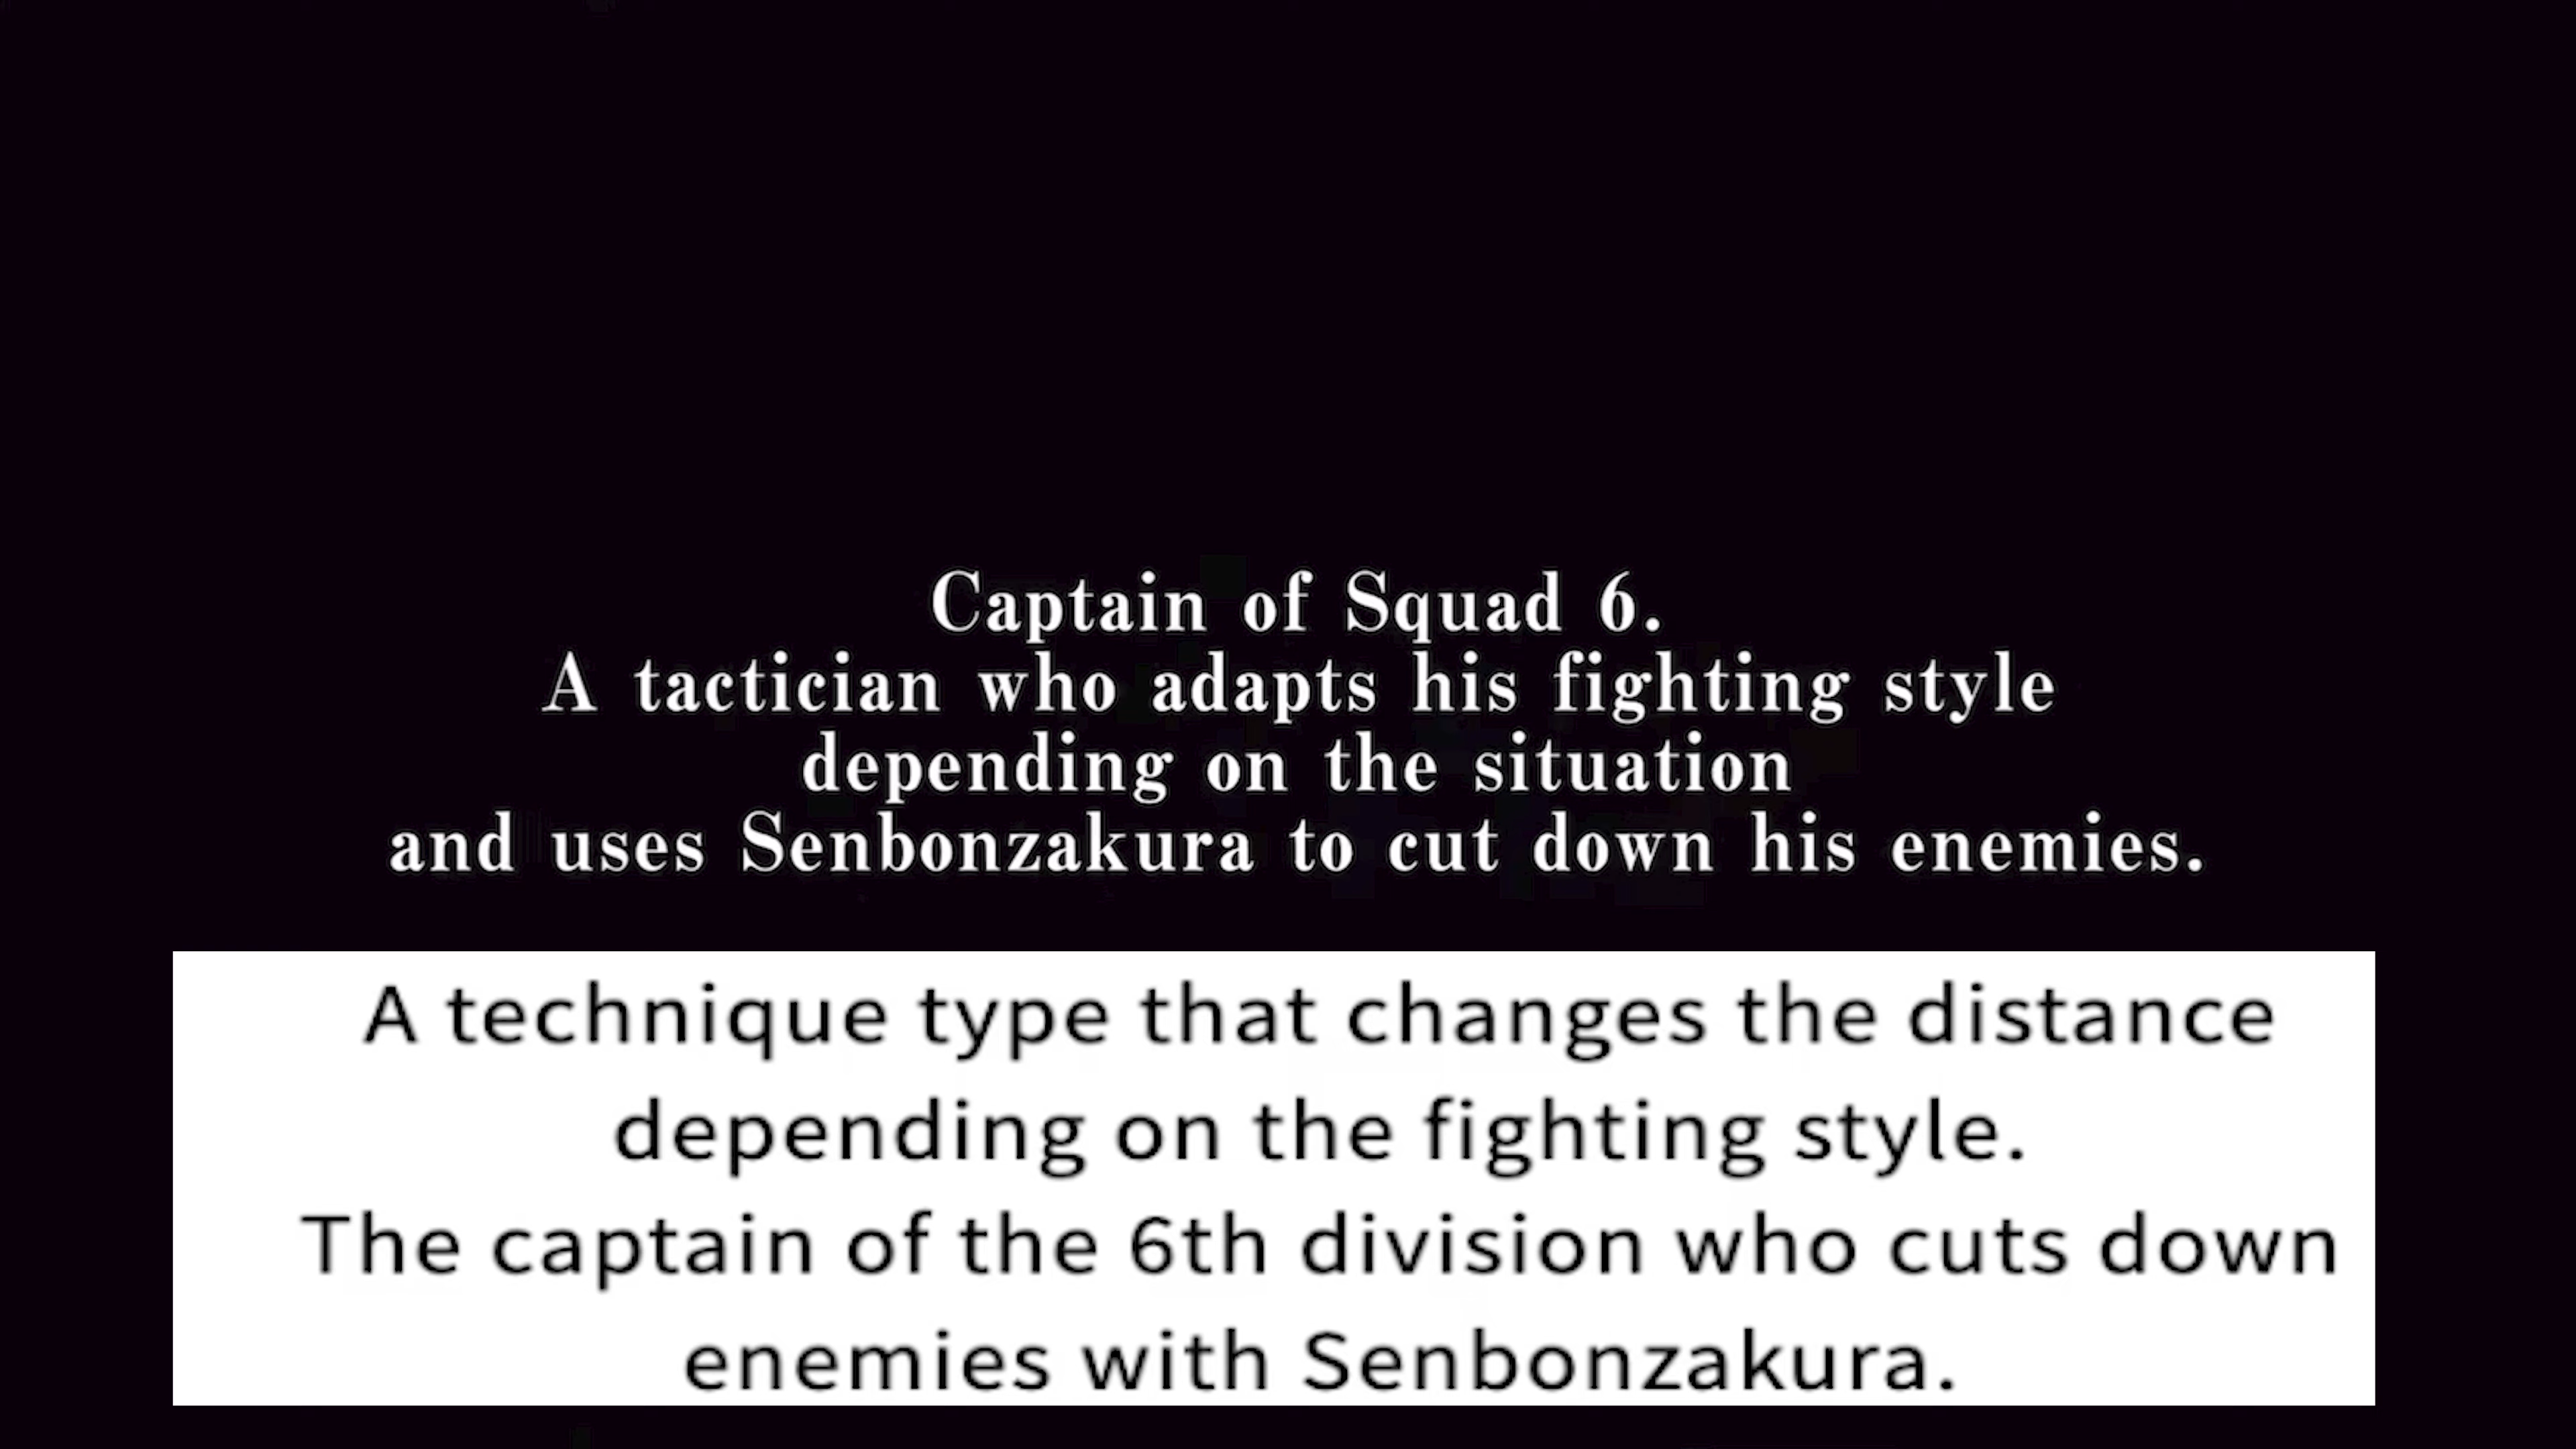 Captain of Squad 6.
A tactician who adapts his fighting style
depending on the situation
and uses Senbonzakura to cut down his enemies.
A technique type that changes the distance
depending on the fighting style.
The captain of the 6th division who cuts down
enemies with Senbonzakura.